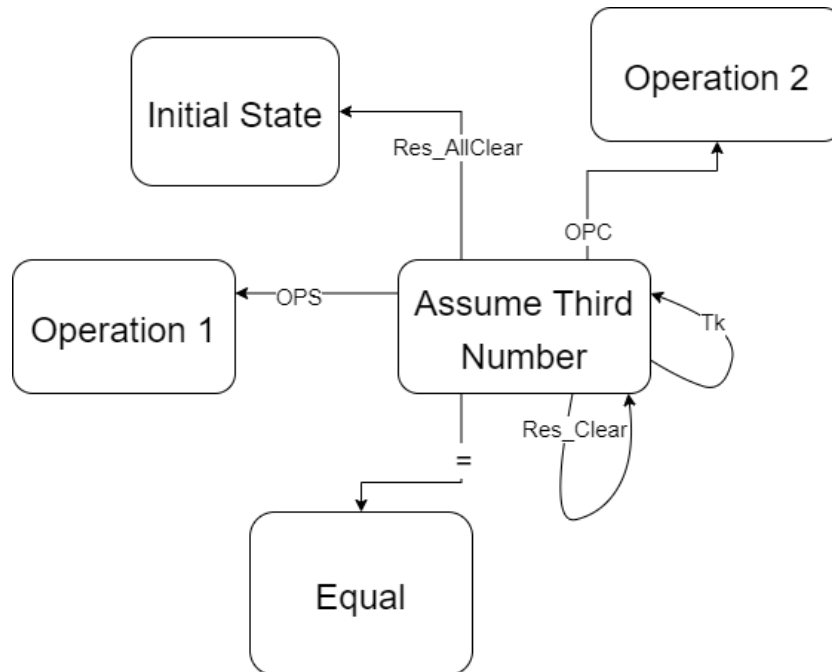 Operation 2
Initial State
Res_AllClear
OPC
Operation 1
OPS
Assume Third
Number
Tk
Res_Clear
=
Equal